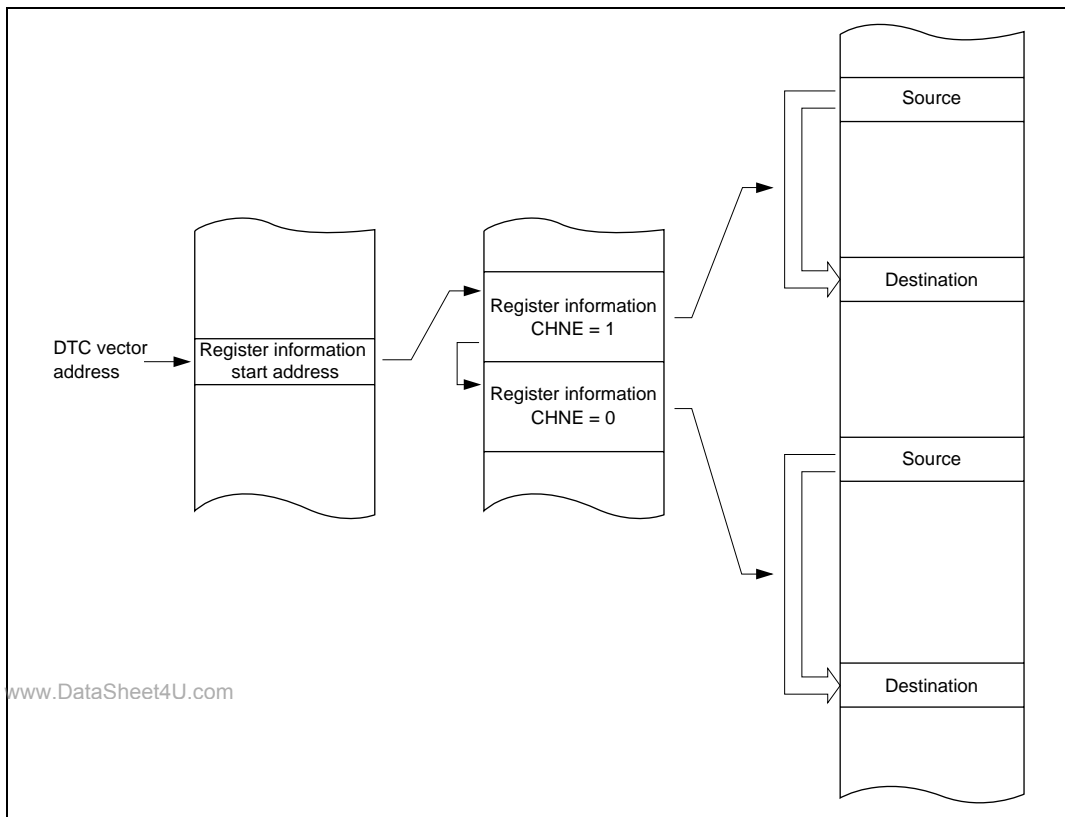 DTC vector
address
Register information
start address
Register information
CHNE = 1
Register information
CHNE = 0
Source
Destination
Source
Destination
www.DataSheet4U.com